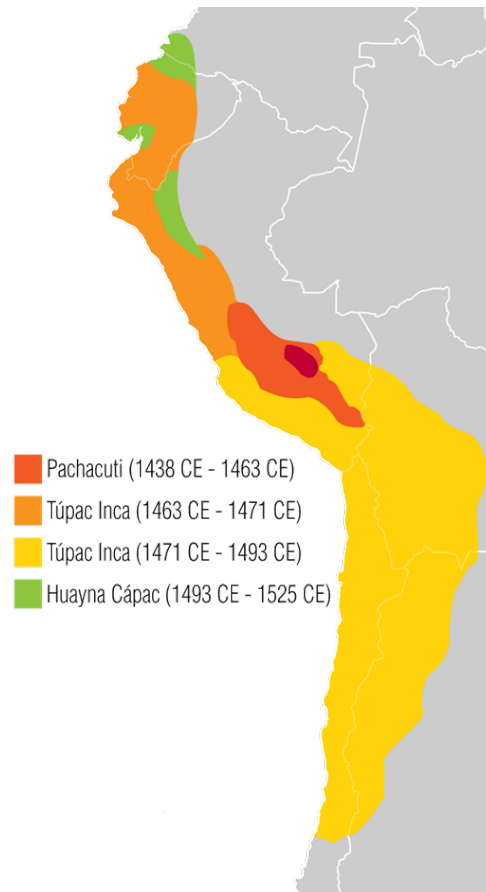 Pachacuti (1438 CE - 1463 CE)
Túpac Inca (1463 CE - 1471 CE)
Túpac Inca (1471 CE - 1493 CE)
Huayna Cápac (1493 CE - 1525 CE)